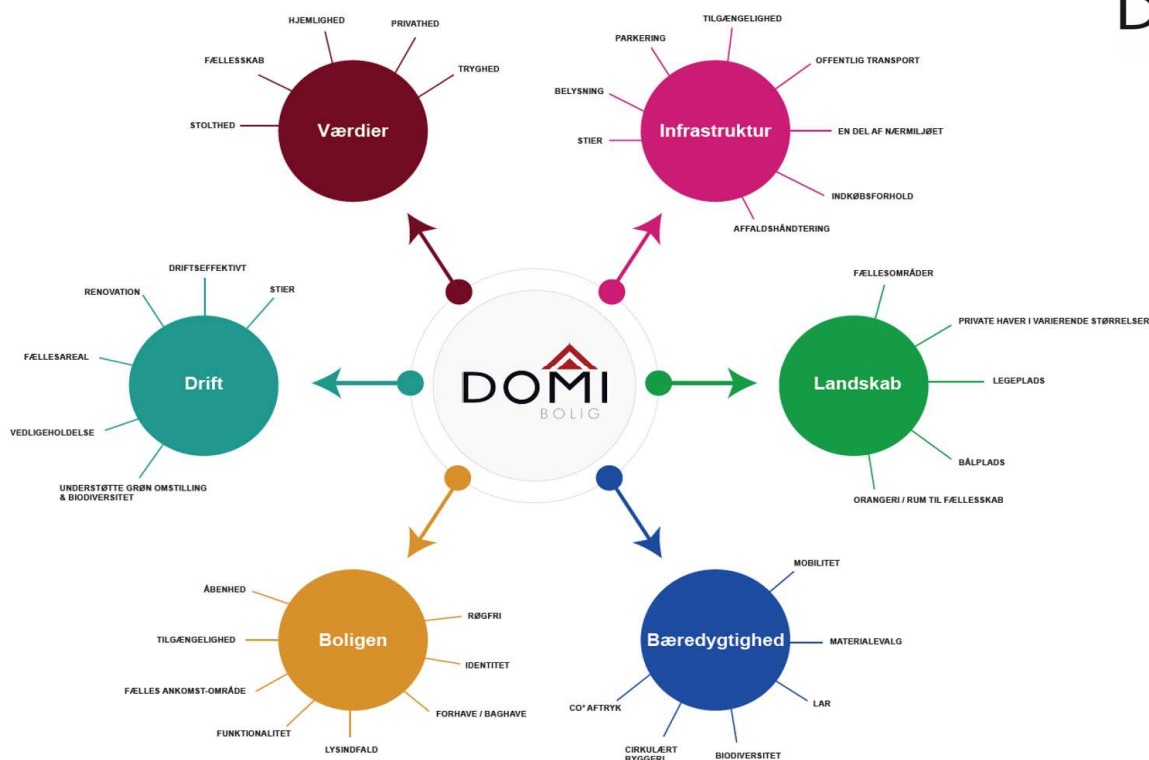 HJEMLIGHED
PRIVATHED
FÆLLESSKAB
TRYGHED
STOLTHED
Værdier
TILGÆNGELIGHED
PARKERING
OFFENTLIG TRANSPORT
BELYSNING
EN DEL AF NÆRMILJØET
STIER
INDKØBSFORHOLD
AFFALDSHÅNDTERING
Infrastruktur
DRIFTSEFFEKTIVT
RENOVATION
STIER
FÆLLESAREAL
VEDLIGEHOLDELSE
UNDERSTØTTE GRØN OMSTILLING
& BIODIVERSITET
Drift
DOMI
BOLIG
FÆLLESOMRÅDER
PRIVATE HAVER I VARIERENDE STØRRELSER
LEGEPLADS
BÅLPLADS
ORANGERI / RUM TIL FÆLLESSKAB
Landskab
ÅBENHED
RØGFRI
TILGÆNGELIGHED
IDENTITET
FÆLLES ANKOMST-OMRÅDE
FORHAVE / BAGHAVE
FUNKTIONALITET
LYSINDFALD
Boligen
MOBILITET
MATERIALEVALG
LAR
CO² AFTRYK
CIRKULÆRT
BYGGERI
BIODIVERSITET
Bæredygtighed
D